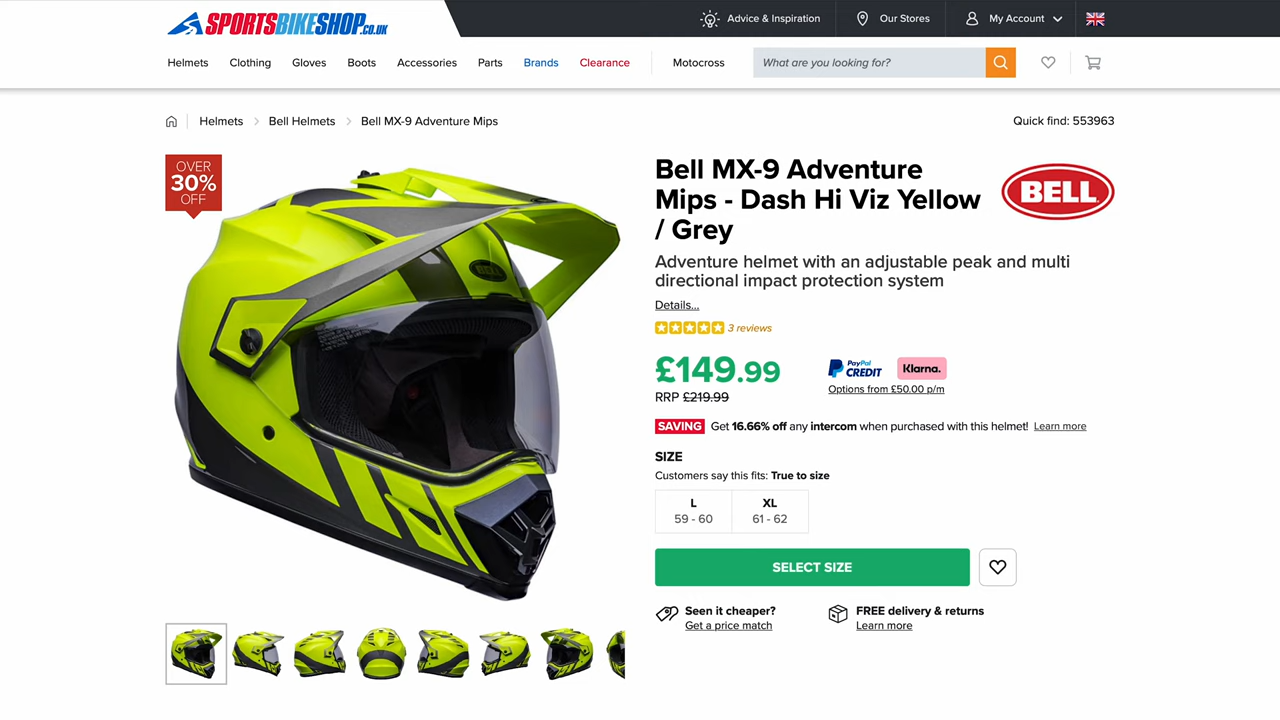 SPORTSBIKESHOP.CO.UK
Advice & Inspiration
Our Stores
My Account
Helmets
Clothing
Gloves
Boots
Accessories
Parts
Brands
Clearance
Motocross
What are you looking for?
Helmets
Bell Helmets
Bell MX-9 Adventure Mips
Quick find: 553963
OVER
30%
OFF
BELL
Bell MX-9 Adventure
Mips - Dash Hi Viz Yellow
/ Grey
BELL
Adventure helmet with an adjustable peak and multi
directional impact protection system
Details...
3 reviews
£149.99
RRP £219.99
PayPal
CREDIT
Klarna.
Options from £50.00 p/m
SAVING Get 16.66% off any intercom when purchased with this helmet! Learn more
SIZE
Customers say this fits: True to size
L
59 - 60
XL
61 - 62
SELECT SIZE
Seen it cheaper?
Get a price match
FREE delivery & returns
Learn more